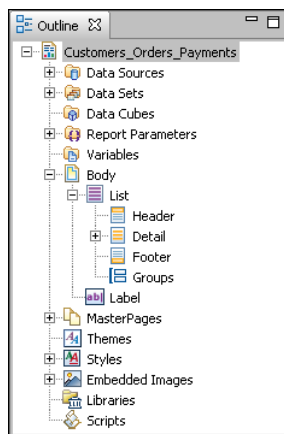 Outline
Customers_Orders_Payments
Data Sources
Data Sets
Data Cubes
Report Parameters
Variables
Body
List
Header
Detail
Footer
Groups
ab Label
MasterPages
Themes
Styles
Embedded Images
Libraries
Scripts